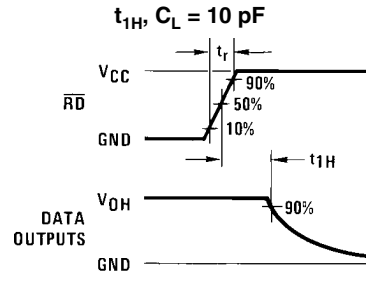 t1H, CL = 10 pF
tr
VCC
90%
RD
50%
10%
GND
t1H
VOH
90%
DATA
OUTPUTS
GND